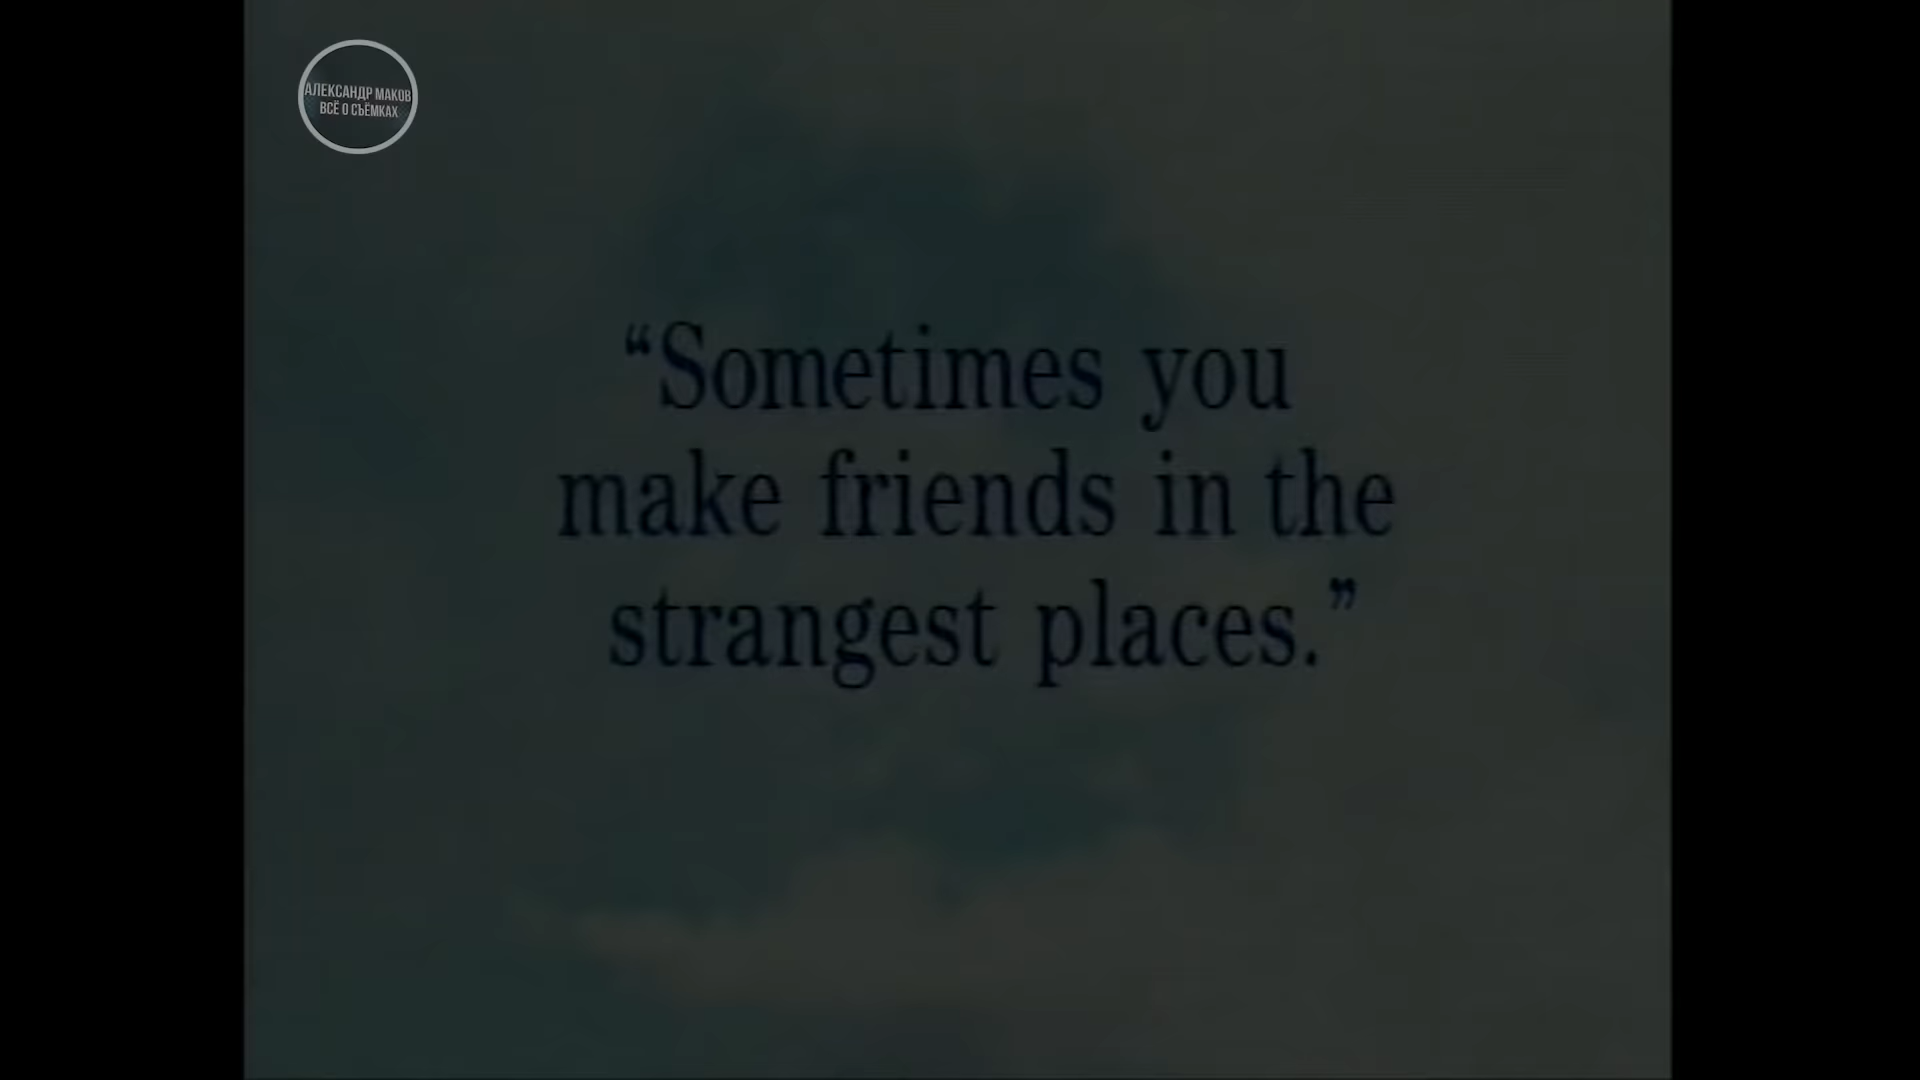 АЛЕКСАНДР МАКОВ
ВСЁ О СЪЁМКАХ
“Sometimes you
make friends in the
strangest places.”